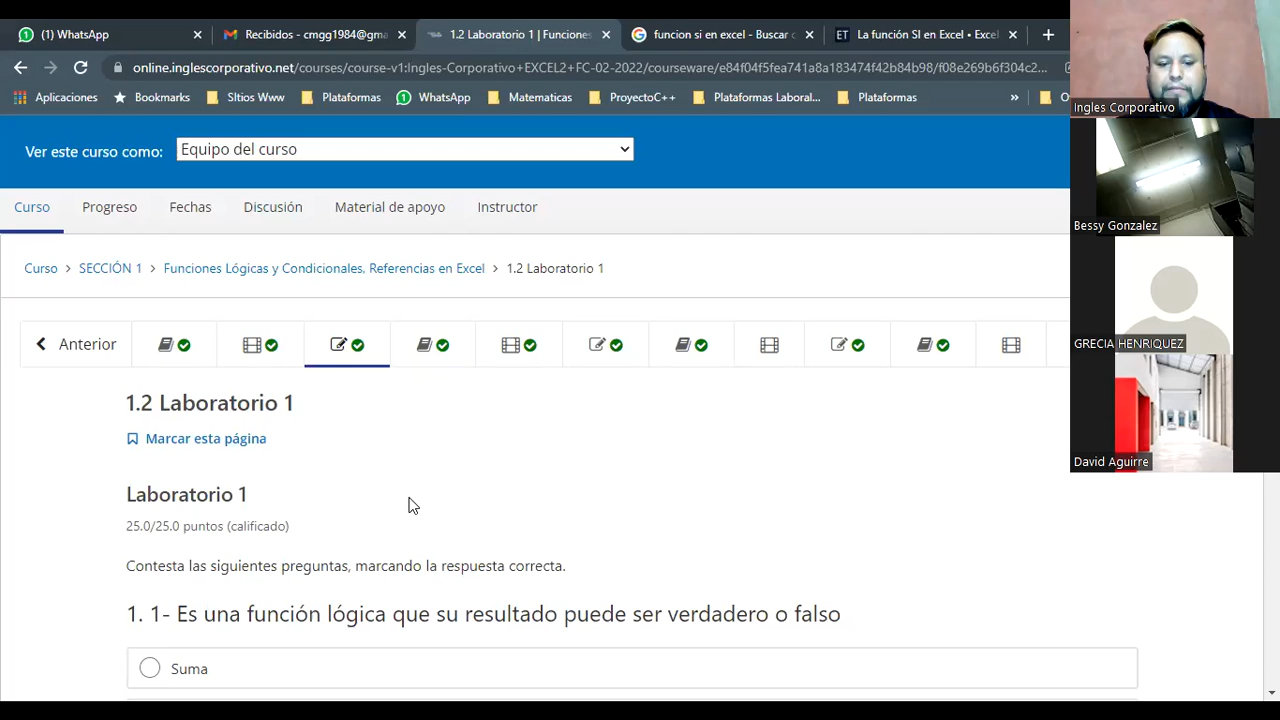 (1) WhatsApp
Recibidos - cmgg1984@gma
1.2 Laboratorio 1 | Funciones
funcion si en excel - Buscar c
ET La función SI en Excel • Excel
online.inglescorporativo.net/courses/course-v1:Ingles-Corporativo+EXCEL2+FC-02-2022/courseware/e84f04f5fea741a8a183474f42b84b98/f08e269b6f304c2...
Aplicaciones
Bookmarks
SItios Www
Plataformas
WhatsApp
Matematicas
ProyectoC++
Plataformas Laboral...
Plataformas
»
Ver este curso como:
Equipo del curso
Curso
Progreso
Fechas
Discusión
Material de apoyo
Instructor
Curso > SECCIÓN 1 > Funciones Lógicas y Condicionales. Referencias en Excel > 1.2 Laboratorio 1
Anterior
1.2 Laboratorio 1
Marcar esta página
Laboratorio 1
25.0/25.0 puntos (calificado)
Contesta las siguientes preguntas, marcando la respuesta correcta.
1. 1- Es una función lógica que su resultado puede ser verdadero o falso
Suma
Ingles Corporativo
Bessy Gonzalez
GRECIA HENRIQUEZ
David Aguirre